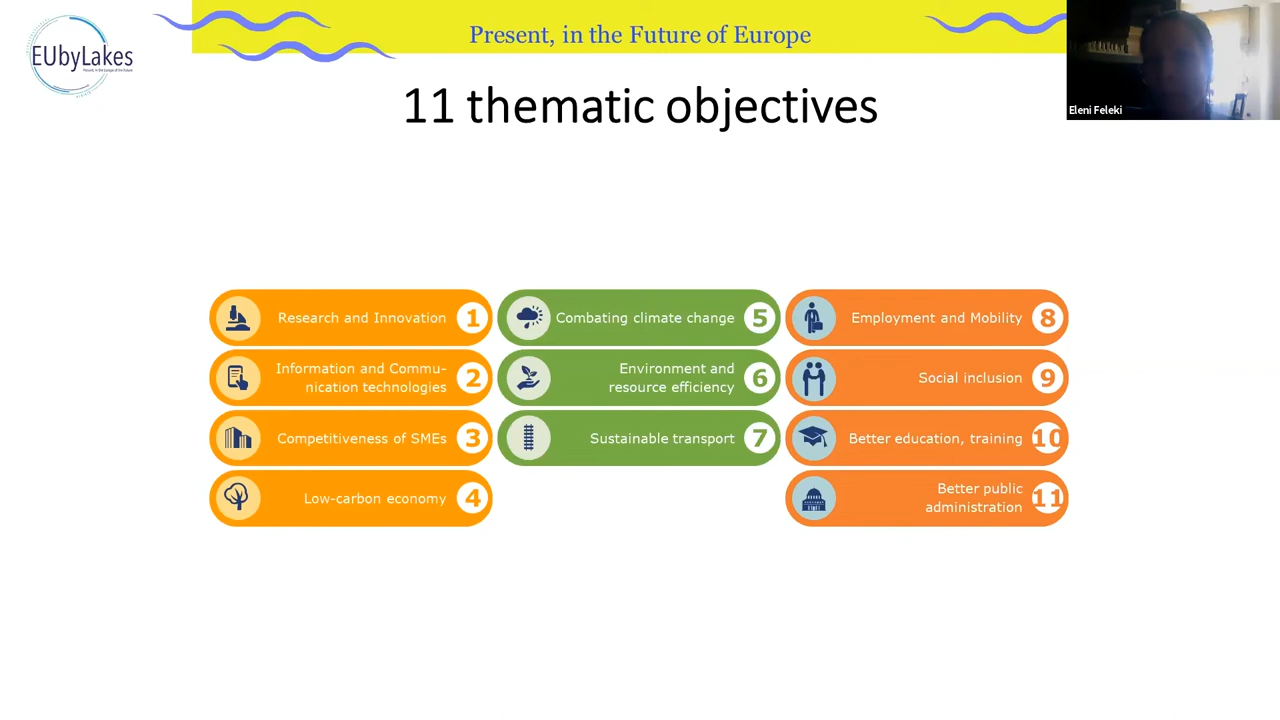 EUbyLakes
Present, in the Future of Europe
Eleni Feleki
11 thematic objectives
Research and Innovation 1
Information and Commu-
nication technologies 2
Competitiveness of SMEs 3
Low-carbon economy 4
Combating climate change 5
Environment and
resource efficiency 6
Sustainable transport 7
Employment and Mobility 8
Social inclusion 9
Better education, training 10
Better public
administration 11